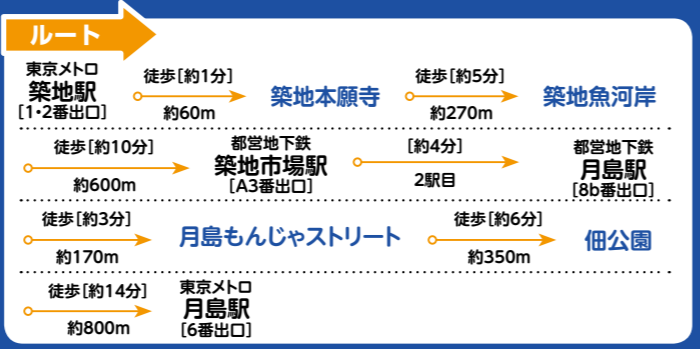 ルート
東京メトロ
築地駅
[1・2番出口]
徒歩[約1分]
約60m
築地本願寺
徒歩[約5分]
約270m
築地魚河岸
徒歩[約10分]
約600m
都営地下鉄
築地市場駅
[A3番出口]
[約4分]
2駅目
都営地下鉄
月島駅
[8b番出口]
徒歩[約3分]
約170m
月島もんじゃストリート
徒歩[約6分]
約350m
佃公園
徒歩[約14分]
約800m
東京メトロ
月島駅
[6番出口]